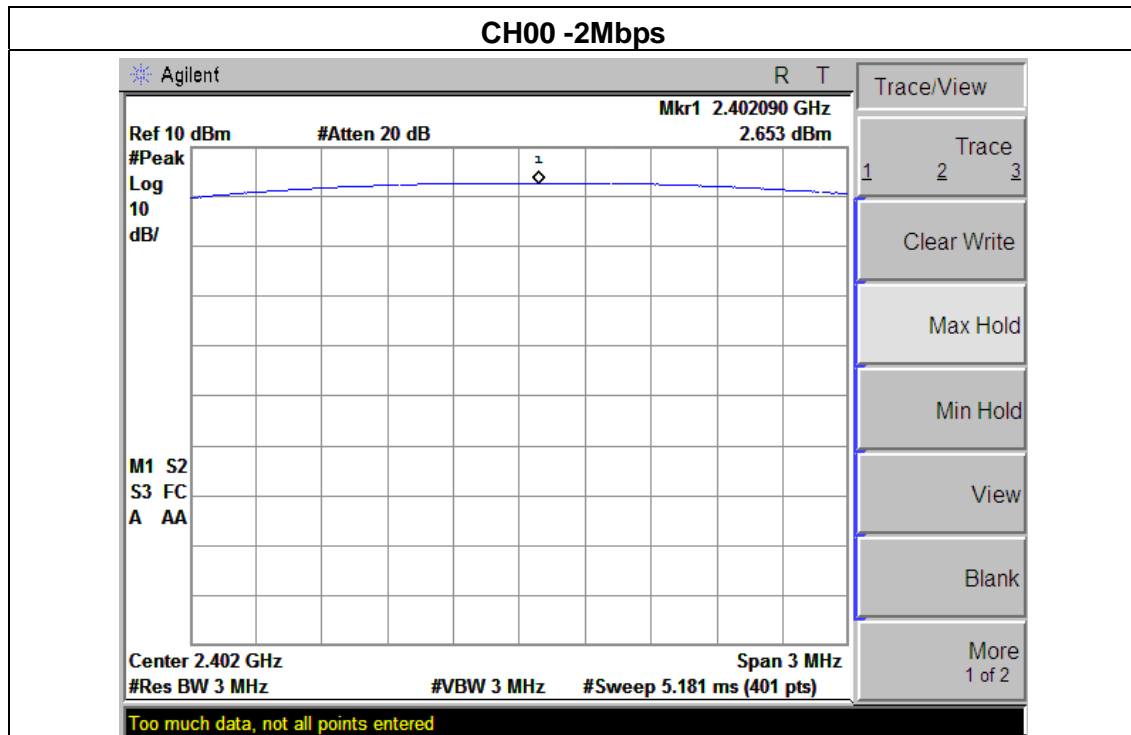 CH00 -2Mbps
Agilent R T
Mkr1 2.402090 GHz
Ref 10 dBm #Atten 20 dB 2.653 dBm
#Peak
Log
10
dB/
1
M1 S2
S3 FC
A AA
Center 2.402 GHz Span 3 MHz
#Res BW 3 MHz #VBW 3 MHz #Sweep 5.181 ms (401 pts)
Too much data, not all points entered
Trace/View
Trace
1 2 3
Clear Write
Max Hold
Min Hold
View
Blank
More
1 of 2